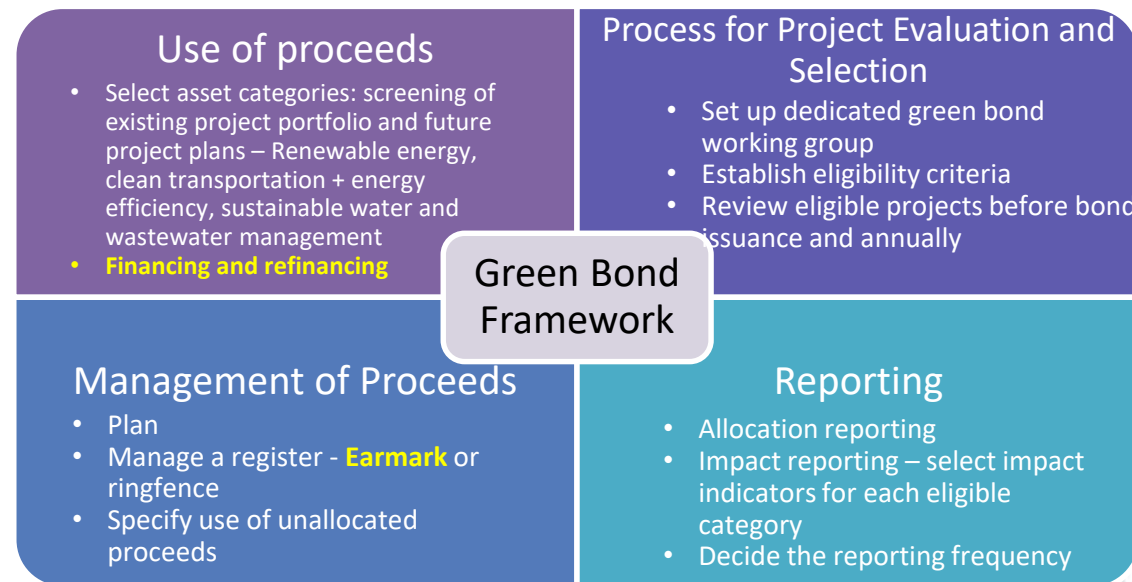 Use of proceeds
• Select asset categories: screening of
existing project portfolio and future
project plans – Renewable energy,
clean transportation + energy
efficiency, sustainable water and
wastewater management
• Financing and refinancing
Process for Project Evaluation and
Selection
• Set up dedicated green bond
working group
• Establish eligibility criteria
• Review eligible projects before bond
issuance and annually
Green Bond
Framework
Management of Proceeds
• Plan
• Manage a register - Earmark or
ringfence
• Specify use of unallocated
proceeds
Reporting
• Allocation reporting
• Impact reporting – select impact
indicators for each eligible
category
• Decide the reporting frequency